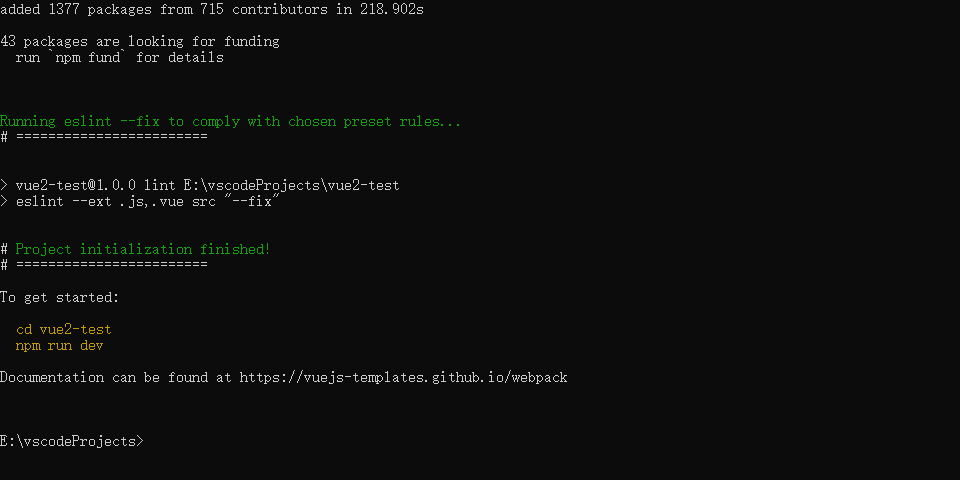 added 1377 packages from 715 contributors in 218.902s
43 packages are looking for funding
run `npm fund` for details
Running eslint --fix to comply with chosen preset rules...
# ========================
> vue2-test@1.0.0 lint E:\vscodeProjects\vue2-test
> eslint --ext .js,.vue src "--fix"
# Project initialization finished!
# ========================
To get started:
cd vue2-test
npm run dev
Documentation can be found at https://vuejs-templates.github.io/webpack
E:\vscodeProjects>